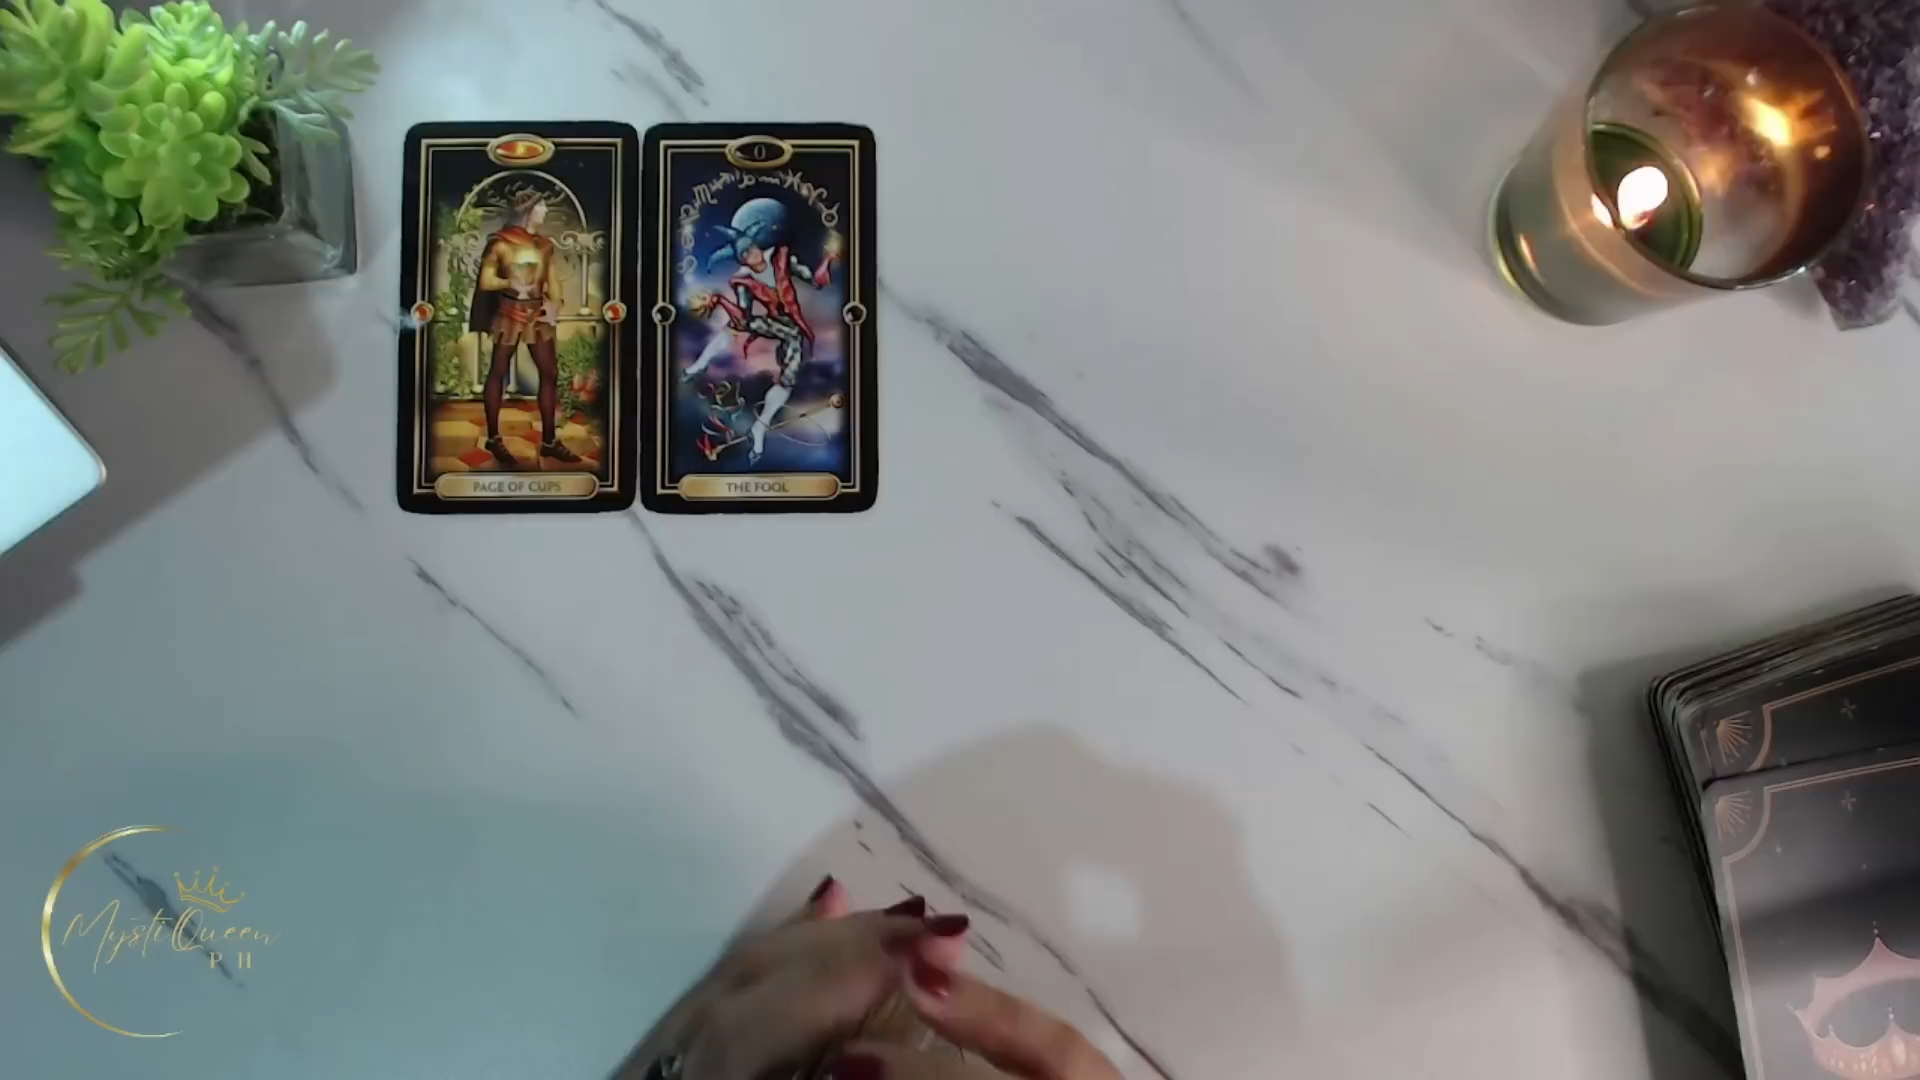 0
PAGE OF CUPS
THE FOOL
MystiQueen
PH